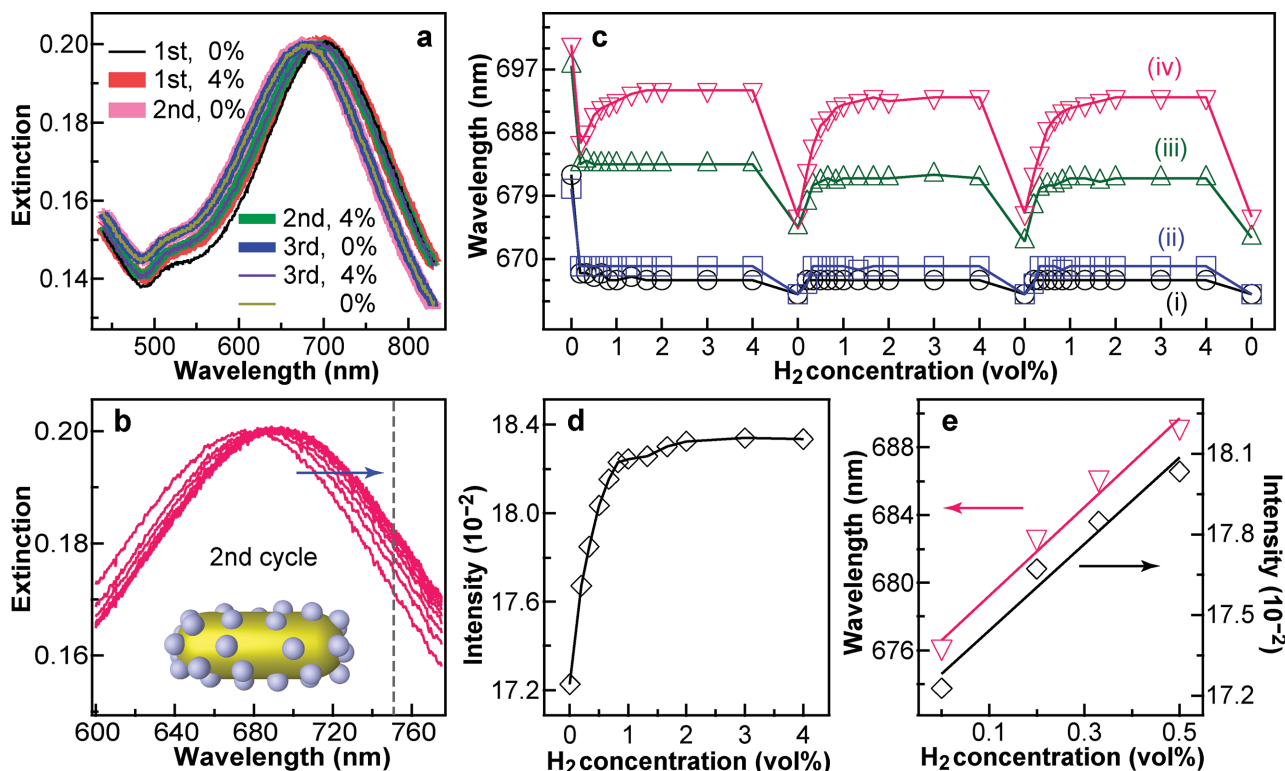 a
0.20
0.18
0.16
0.14
Extinction
1st, 0%
1st, 4%
2nd, 0%
2nd, 4%
3rd, 0%
3rd, 4%
0%
500 600 700 800
Wavelength (nm)
c
697
688
679
670
Wavelength (nm)
(iv)
(iii)
(ii)
(i)
0 1 2 3 4 0 1 2 3 4 0 1 2 3 4 0
H2 concentration (vol%)
b
0.20
0.18
0.16
Extinction
2nd cycle
600 640 680 720 760
Wavelength (nm)
d
18.4
18.0
17.6
17.2
Intensity (10−2)
0 1 2 3 4
H2 concentration (vol%)
e
688
684
680
676
Wavelength (nm)
18.1
17.8
17.5
17.2
Intensity (10−2)
0.1 0.3 0.5
H2 concentration (vol%)